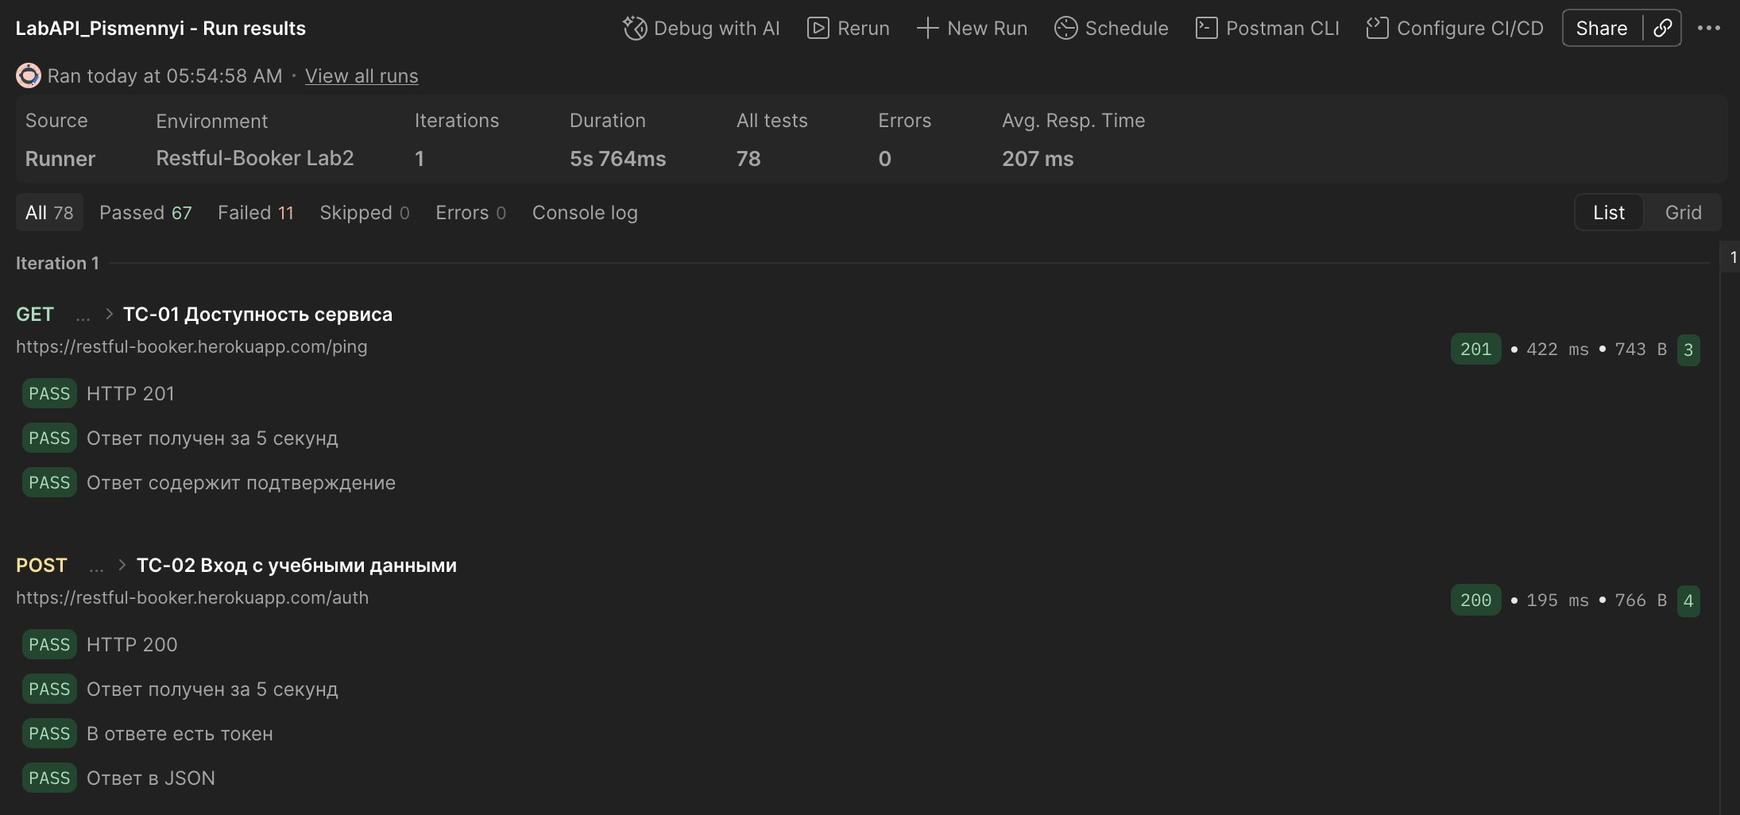 LabAPI_Pismennyi - Run results
Debug with AI Rerun New Run Schedule Postman CLI Configure CI/CD Share
Ran today at 05:54:58 AM · View all runs
Source Environment Iterations Duration All tests Errors Avg. Resp. Time
Runner Restful-Booker Lab2 1 5s 764ms 78 0 207 ms
All 78 Passed 67 Failed 11 Skipped 0 Errors 0 Console log List Grid
Iteration 1
1
GET ... > TC-01 Доступность сервиса
https://restful-booker.herokuapp.com/ping
201 • 422 ms • 743 B 3
PASS HTTP 201
PASS Ответ получен за 5 секунд
PASS Ответ содержит подтверждение
POST ... > TC-02 Вход с учебными данными
https://restful-booker.herokuapp.com/auth
200 • 195 ms • 766 B 4
PASS HTTP 200
PASS Ответ получен за 5 секунд
PASS В ответе есть токен
PASS Ответ в JSON